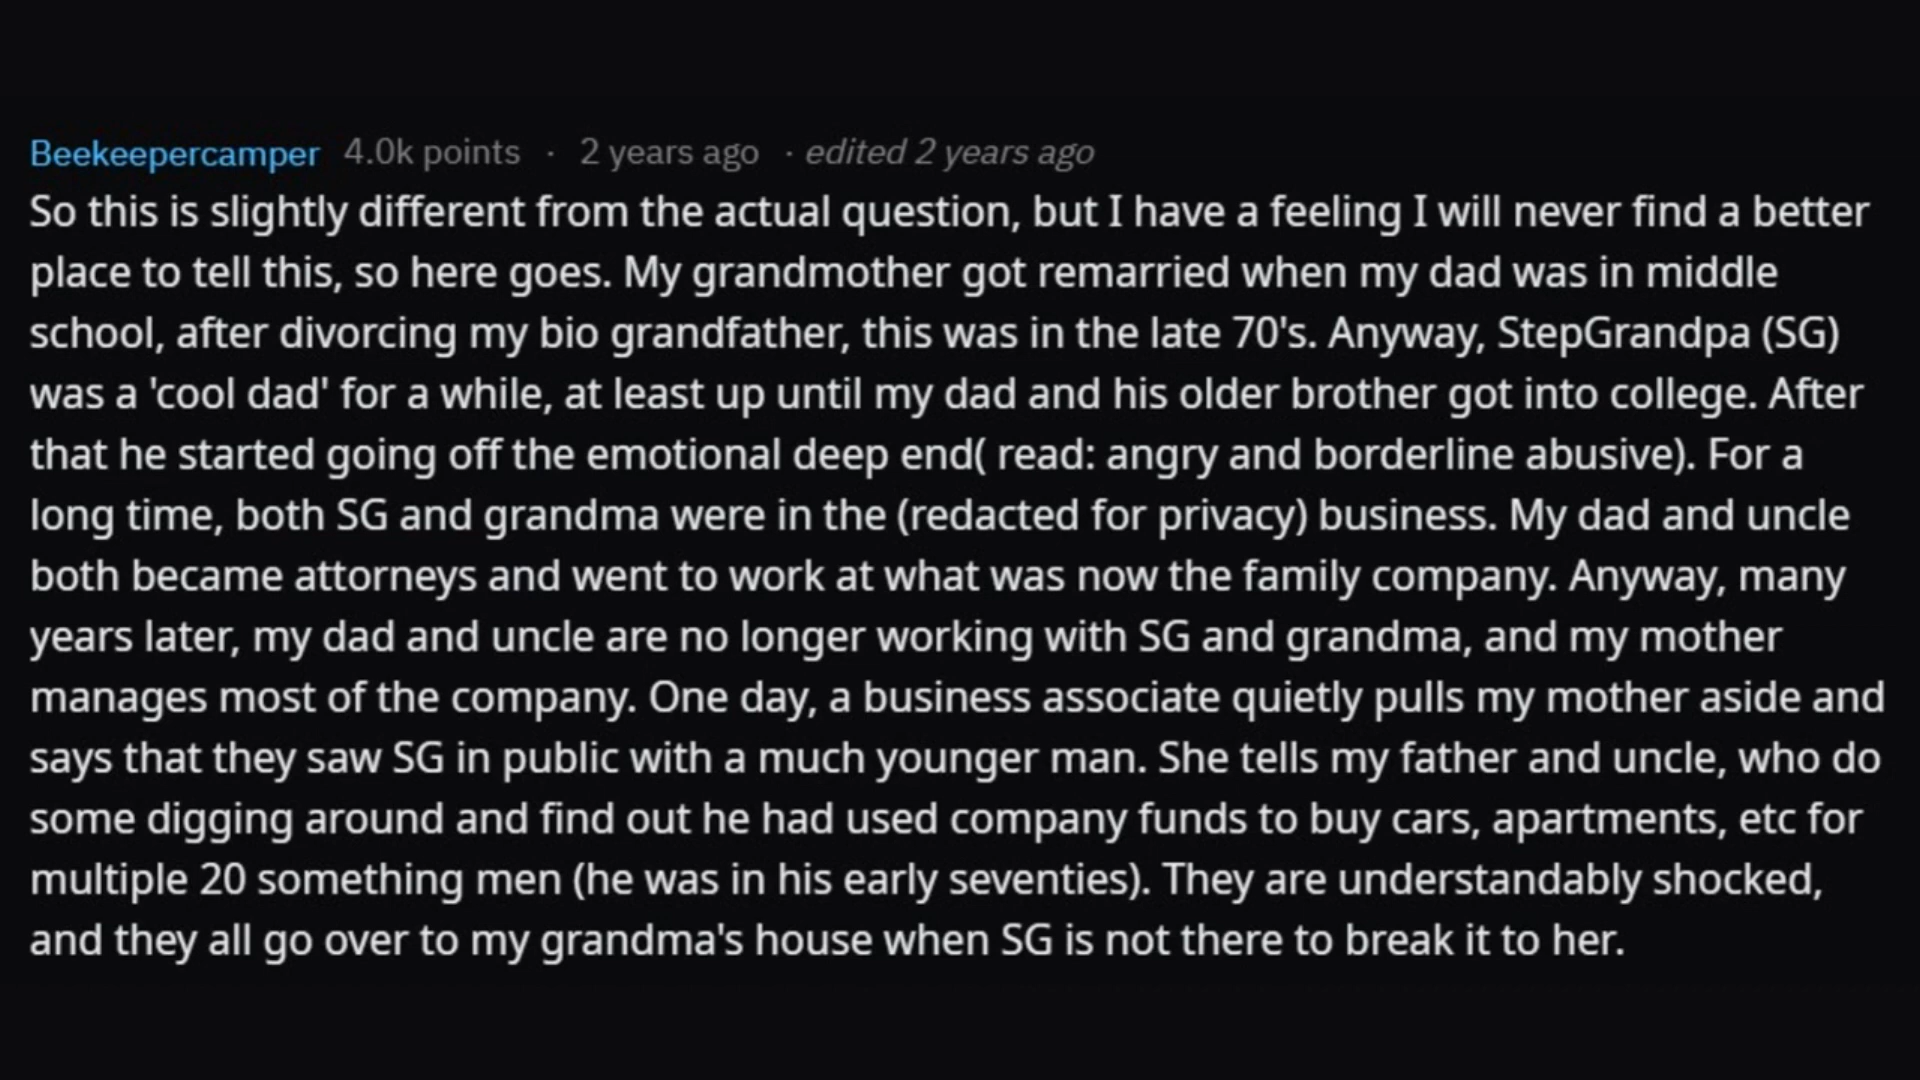 Beekeepercamper 4.0k points · 2 years ago · edited 2 years ago
So this is slightly different from the actual question, but I have a feeling I will never find a better
place to tell this, so here goes. My grandmother got remarried when my dad was in middle
school, after divorcing my bio grandfather, this was in the late 70's. Anyway, StepGrandpa (SG)
was a 'cool dad' for a while, at least up until my dad and his older brother got into college. After
that he started going off the emotional deep end( read: angry and borderline abusive). For a
long time, both SG and grandma were in the (redacted for privacy) business. My dad and uncle
both became attorneys and went to work at what was now the family company. Anyway, many
years later, my dad and uncle are no longer working with SG and grandma, and my mother
manages most of the company. One day, a business associate quietly pulls my mother aside and
says that they saw SG in public with a much younger man. She tells my father and uncle, who do
some digging around and find out he had used company funds to buy cars, apartments, etc for
multiple 20 something men (he was in his early seventies). They are understandably shocked,
and they all go over to my grandma's house when SG is not there to break it to her.